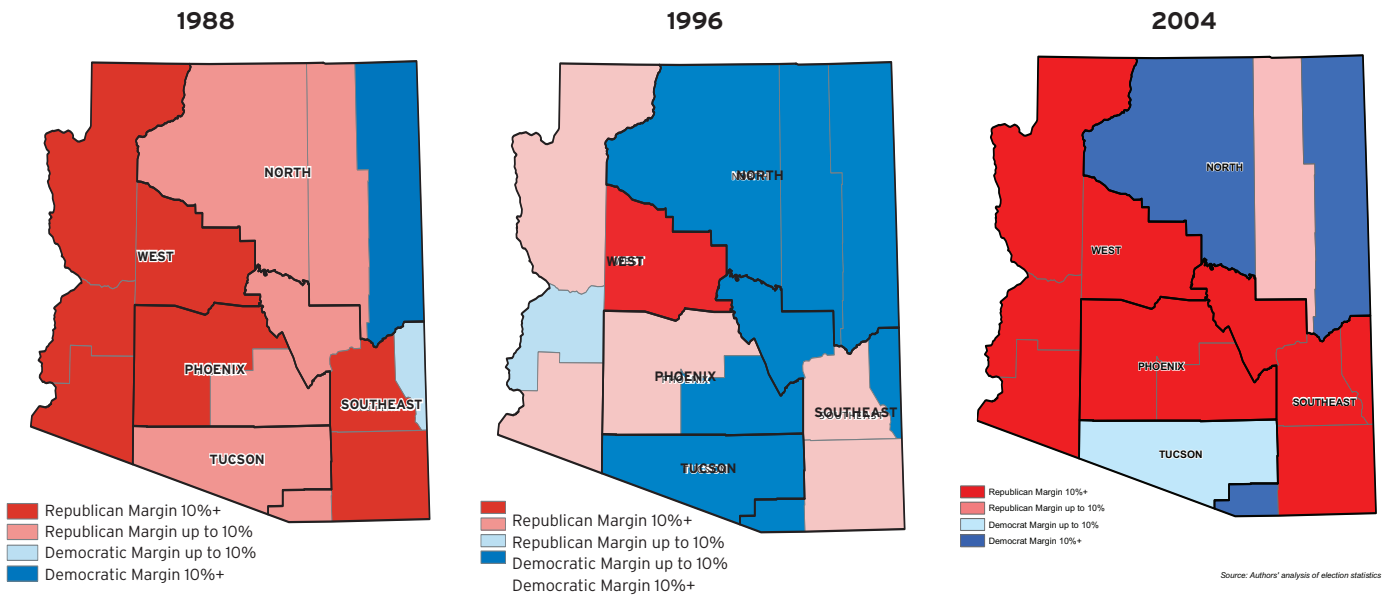 1988
1996
2004
NORTH
WEST
PHOENIX
SOUTHEAST
TUCSON
Republican Margin 10%+
Republican Margin up to 10%
Democratic Margin up to 10%
Democratic Margin 10%+
NORTH
WEST
PHOENIX
SOUTHEAST
TUCSON
Republican Margin 10%+
Republican Margin up to 10%
Democratic Margin up to 10%
Democratic Margin 10%+
NORTH
WEST
PHOENIX
SOUTHEAST
TUCSON
Republican Margin 10%+
Republican Margin up to 10%
Democrat Margin up to 10%
Democrat Margin 10%+
Source: Authors' analysis of election statistics